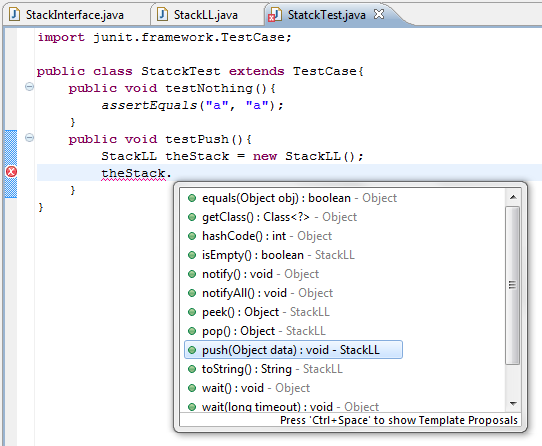 StackInterface.java StackLL.java StatckTest.java
import junit.framework.TestCase;
public class StatckTest extends TestCase{
public void testNothing(){
assertEquals("a", "a");
}
public void testPush(){
StackLL theStack = new StackLL();
theStack.
}
}
equals(Object obj) : boolean - Object
getClass() : Class<?> - Object
hashCode() : int - Object
isEmpty() : boolean - StackLL
notify() : void - Object
notifyAll() : void - Object
peek() : Object - StackLL
pop() : Object - StackLL
push(Object data) : void - StackLL
toString() : String - StackLL
wait() : void - Object
wait(long timeout) : void - Object
Press 'Ctrl+Space' to show Template Proposals